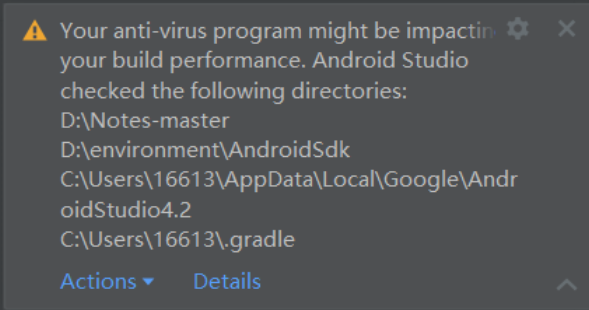 Your anti-virus program might be impactin
your build performance. Android Studio
checked the following directories:
D:\Notes-master
D:\environment\AndroidSdk
C:\Users\16613\AppData\Local\Google\Andr
oidStudio4.2
C:\Users\16613\.gradle
Actions Details